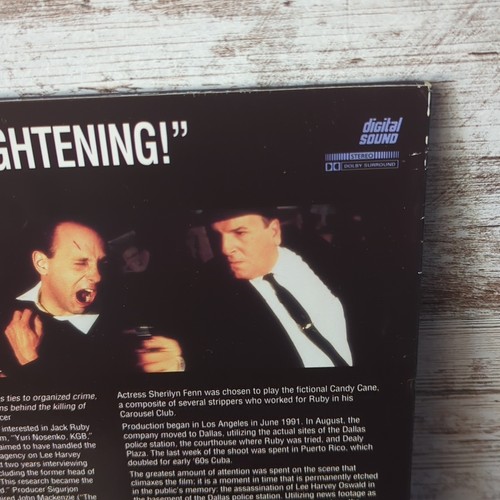 GHTENING!”
digital
SOUND
STEREO
DOLBY SURROUND
s ties to organized crime,
ns behind the killing of
cer
interested in Jack Ruby
m, "Yuri Nosenko, KGB,"
aimed to have handled the
agency on Lee Harvey
d two years interviewing
cluding the former head of
This research became the
d." Producer Sigurjon
ired John Mackenzie ("The
Actress Sherilyn Fenn was chosen to play the fictional Candy Cane,
a composite of several strippers who worked for Ruby in his
Carousel Club.
Production began in Los Angeles in June 1991. In August, the
company moved to Dallas, utilizing the actual sites of the Dallas
police station, the courthouse where Ruby was tried, and Dealy
Plaza. The last week of the shoot was spent in Puerto Rico, which
doubled for early '60s Cuba.
The greatest amount of attention was spent on the scene that
climaxes the film; it is a moment in time that is permanently etched
in the public's memory: the assassination of Lee Harvey Oswald in
the basement of the Dallas police station. Utilizing news footage as